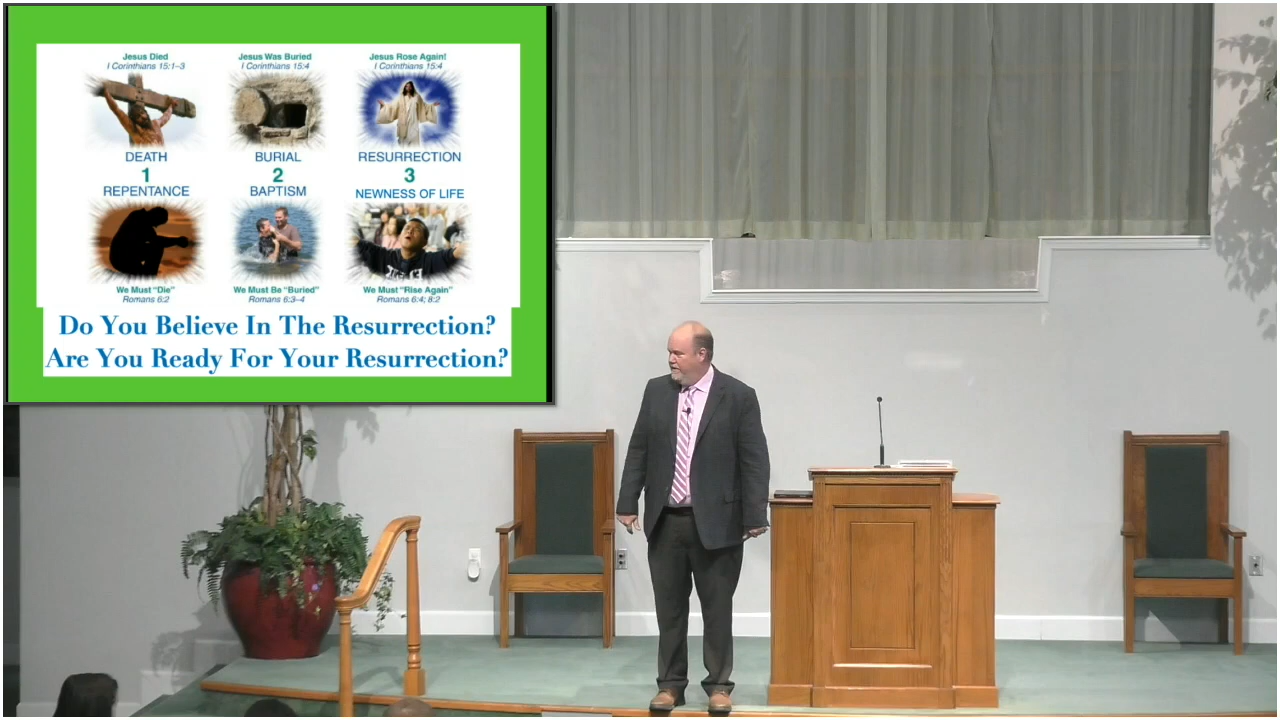 Jesus Died
I Corinthians 15:1–3
Jesus Was Buried
I Corinthians 15:4
Jesus Rose Again!
I Corinthians 15:4
DEATH
1
REPENTANCE
BURIAL
2
BAPTISM
RESURRECTION
3
NEWNESS OF LIFE
We Must “Die”
Romans 6:2
We Must Be “Buried”
Romans 6:3–4
We Must “Rise Again”
Romans 6:4; 8:2
Do You Believe In The Resurrection?
Are You Ready For Your Resurrection?